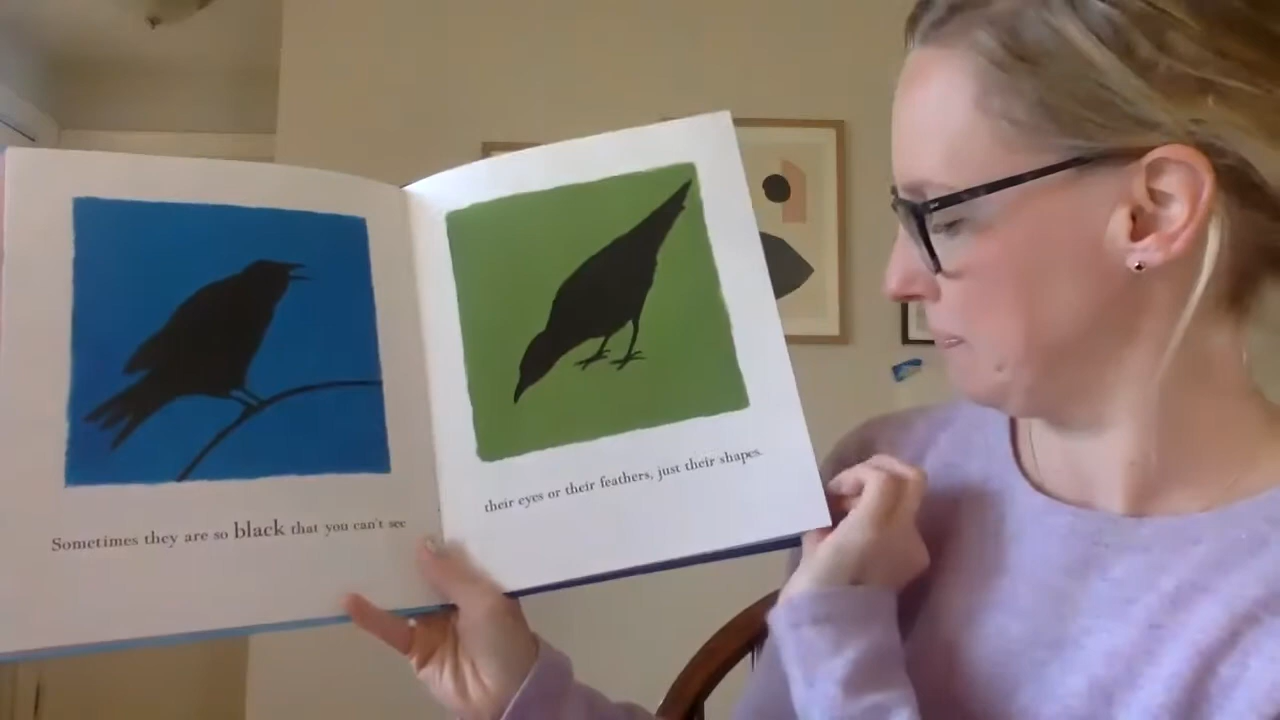 Sometimes they are so black that you can't see
their eyes or their feathers, just their shapes.